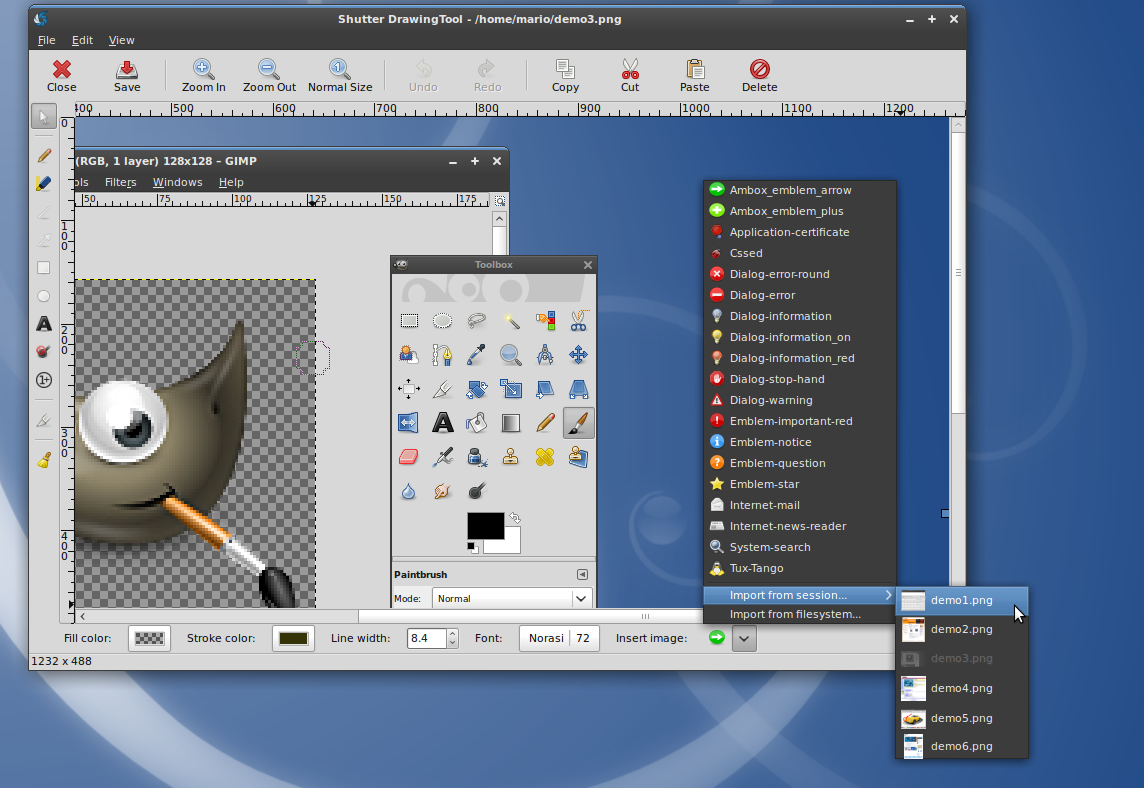 Shutter DrawingTool - /home/mario/demo3.png
File Edit View
Close Save Zoom In Zoom Out Normal Size Undo Redo Copy Cut Paste Delete
400 500 600 700 800 900 1000 1100 1200
0
100
200
300
400
(RGB, 1 layer) 128x128 – GIMP
ols Filters Windows Help
50 75 100 125 150 175
Toolbox
Paintbrush
Mode: Normal
Ambox_emblem_arrow
Ambox_emblem_plus
Application-certificate
Cssed
Dialog-error-round
Dialog-error
Dialog-information
Dialog-information_on
Dialog-information_red
Dialog-stop-hand
Dialog-warning
Emblem-important-red
Emblem-notice
Emblem-question
Emblem-star
Internet-mail
Internet-news-reader
System-search
Tux-Tango
Import from session...
Import from filesystem...
demo1.png
demo2.png
demo3.png
demo4.png
demo5.png
demo6.png
Fill color: Stroke color: Line width: 8.4 Font: Norasi 72 Insert image:
1232 x 488